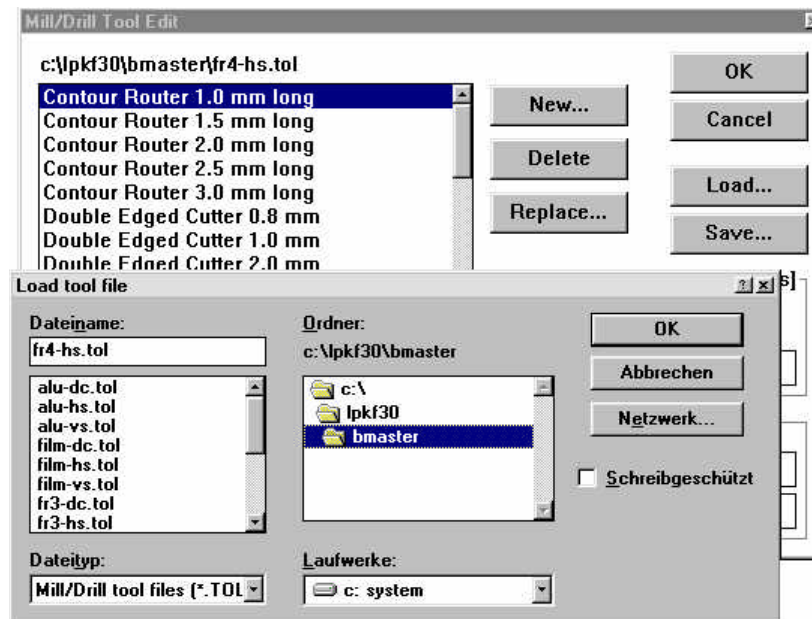 Mill/Drill Tool Edit
c:\lpkf30\bmaster\fr4-hs.tol
Contour Router 1.0 mm long
Contour Router 1.5 mm long
Contour Router 2.0 mm long
Contour Router 2.5 mm long
Contour Router 3.0 mm long
Double Edged Cutter 0.8 mm
Double Edged Cutter 1.0 mm
Double Edged Cutter 2.0 mm
New...
Delete
Replace...
OK
Cancel
Load...
Save...
s]
Load tool file
Dateiname:
fr4-hs.tol
alu-dc.tol
alu-hs.tol
alu-vs.tol
film-dc.tol
film-hs.tol
film-vs.tol
fr3-dc.tol
fr3-hs.tol
Dateityp:
Mill/Drill tool files (*.TOL
Ordner:
c:\lpkf30\bmaster
c:\
lpkf30
bmaster
Laufwerke:
c: system
OK
Abbrechen
Netzwerk...
Schreibgeschützt